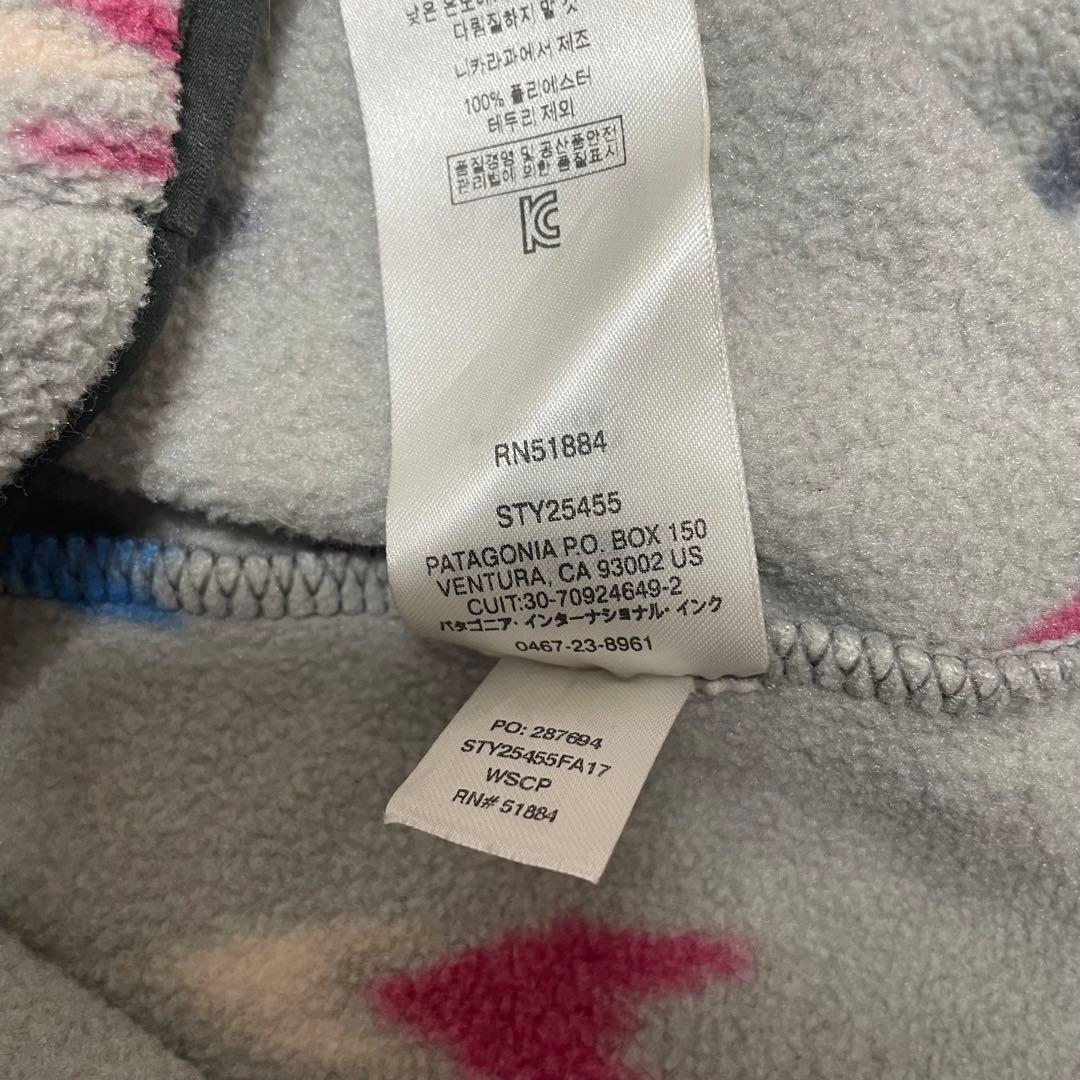 낮은 온도에서
다림질하지 말 것
니카라과에서 제조
100% 폴리에스터
테두리 제외
품질경영 및 공산품안전
관리법에 의한 품질표시
RN51884
STY25455
PATAGONIA P.O. BOX 150
VENTURA, CA 93002 US
CUIT:30-70924649-2
パタゴニア・インターナショナル・インク
0467-23-8961
PO: 287694
STY25455FA17
WSCP
RN# 51884